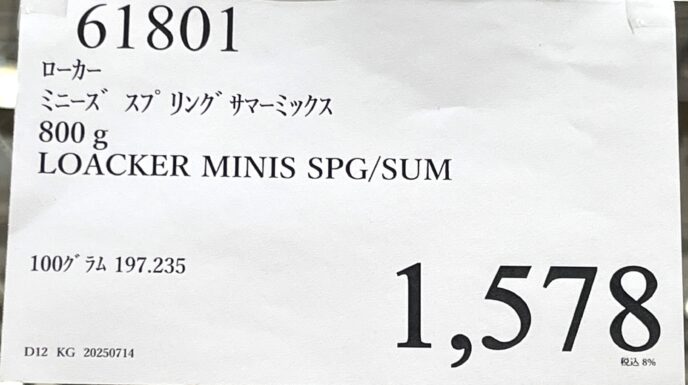 61801
ローカー
ミニーズ スプリングサマーミックス
800 g
LOACKER MINIS SPG/SUM
100グラム 197.235
1,578
税込 8%
D12 KG 20250714